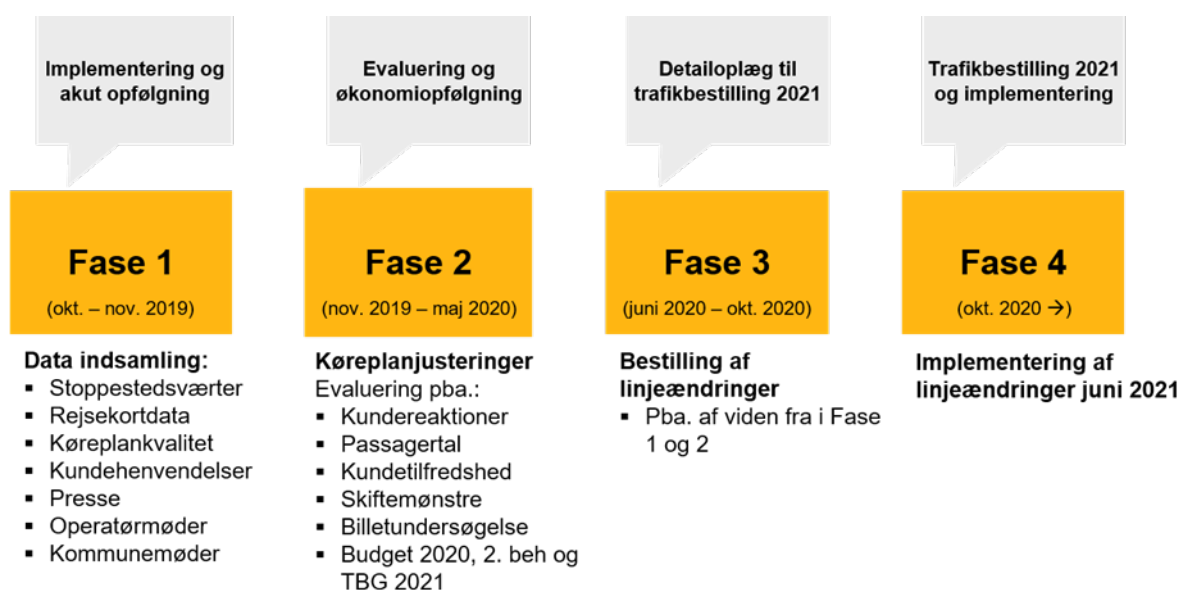 Implementering og
akut opfølgning
Evaluering og
økonomiopfølgning
Detailoplæg til
trafikbestilling 2021
Trafikbestilling 2021
og implementering
Fase 1
(okt. – nov. 2019)
Fase 2
(nov. 2019 – maj 2020)
Fase 3
(juni 2020 – okt. 2020)
Fase 4
(okt. 2020 →)
Data indsamling:
▪ Stoppestedsværter
▪ Rejsekortdata
▪ Køreplankvalitet
▪ Kundehenvendelser
▪ Presse
▪ Operatørmøder
▪ Kommunemøder
Køreplanjusteringer
Evaluering pba.:
▪ Kundereaktioner
▪ Passagertal
▪ Kundetilfredshed
▪ Skiftemønstre
▪ Billetundersøgelse
▪ Budget 2020, 2. beh og
TBG 2021
Bestilling af
linjeændringer
▪ Pba. af viden fra i Fase
1 og 2
Implementering af
linjeændringer juni 2021